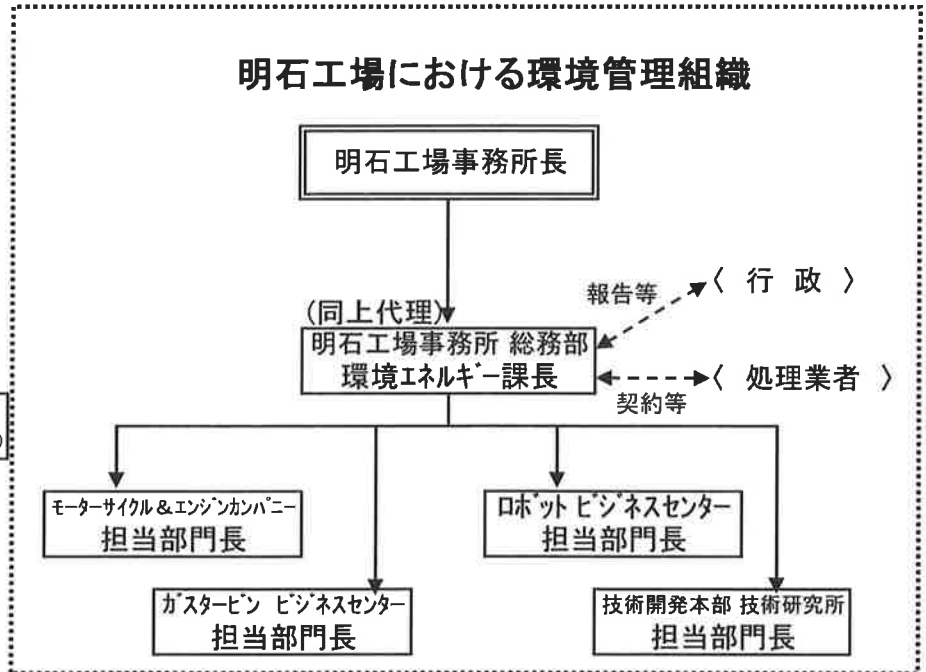 明石工場における環境管理組織
明石工場事務所長
(同上代理)
明石工場事務所 総務部
環境エネルギー課長
報告等
〈 行 政 〉
契約等
〈 処理業者 〉
モーターサイクル&エンジンカンパニー
担当部門長
ロボット ビジネスセンター
担当部門長
ガスタービン ビジネスセンター
担当部門長
技術開発本部 技術研究所
担当部門長